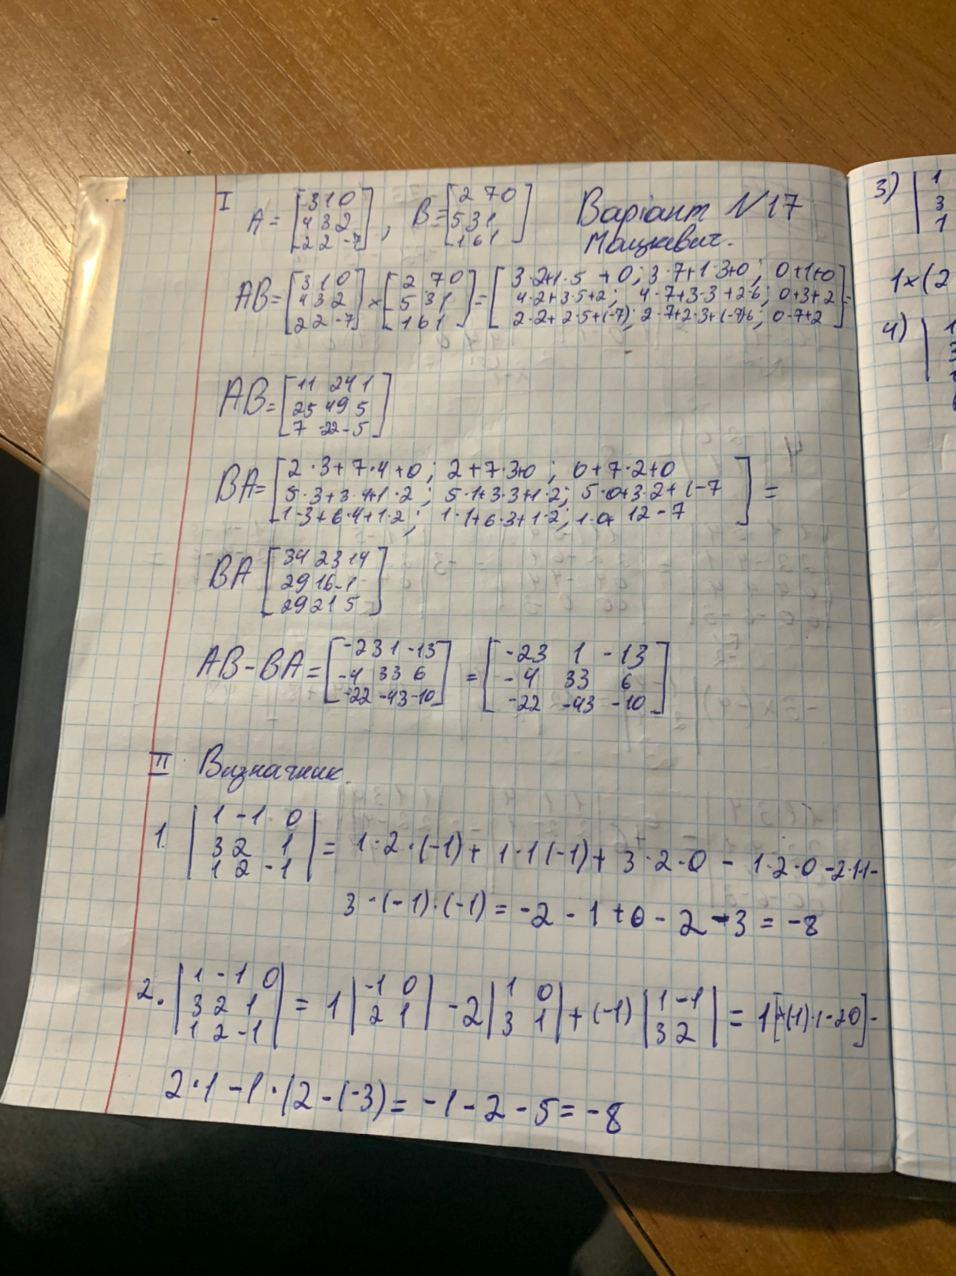 I
A = [3 1 0; 4 3 2; 2 2 -7], B = [2 7 0; 5 3 1; 1 6 1] Варіант N17
Мацкевич.
AB = [3 1 0; 4 3 2; 2 2 -7] × [2 7 0; 5 3 1; 1 6 1] = [3·2+1·5+0; 3·7+1·3+0; 0+1+0
4·2+3·5+2; 4·7+3·3+2·6; 0+3+2
2·2+2·5+(-7); 2·7+2·3+(-7)6; 0-7+2] =
AB = [11 24 1
25 49 5
7 -22 -5]
BA = [2·3+7·4+0; 2+7·3+0; 0+7·2+0
5·3+3·4+1·2; 5·1+3·3+1·2; 5·0+3·2+(-7
1·3+6·4+1·2; 1·1+6·3+1·2; 1·0+ 12-7] =
BA [34 23 14
29 16 -1
29 21 5]
AB-BA = [-23 1 -13; -4 33 6; -22 -43 -10] = [-23 1 -13; -4 33 6; -22 -43 -10]
II Визначник.
1. |1 -1 0; 3 2 1; 1 2 -1| = 1·2·(-1) + 1·1(-1) + 3·2·0 - 1·2·0 -2·1·1-
3·(-1)·(-1) = -2 - 1 + 0 - 2 - 3 = -8
2. |1 -1 0; 3 2 1; 1 2 -1| = 1 |-1 0; 2 1| -2 |1 0; 3 1| + (-1) |1 -1; 3 2| = 1[(-1)·1-20]-
2·1 -1·(2-(-3) = -1 - 2 - 5 = -8
3) |1
3
1
1×(2
4) |1
3